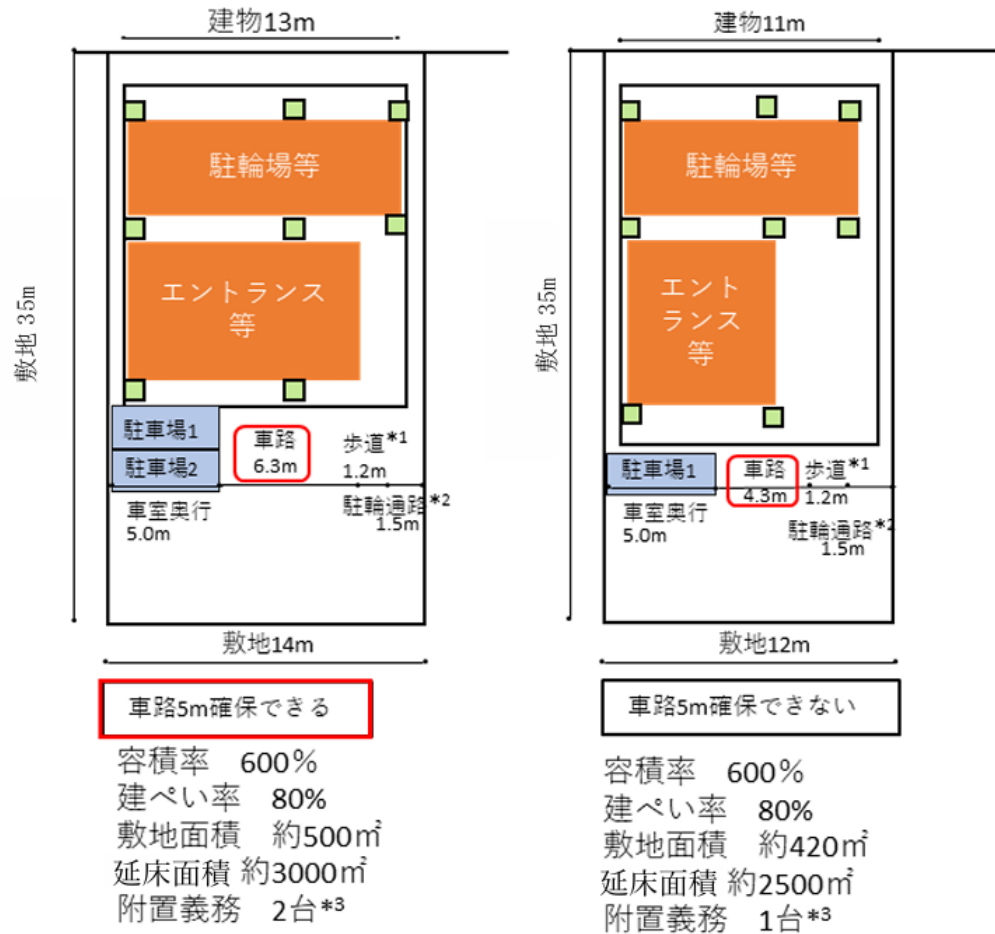 建物13m
駐輪場等
エントランス
等
敷地 35m
駐車場1
駐車場2
車路
6.3m
歩道*1
1.2m
車室奥行
5.0m
駐輪通路*2
1.5m
敷地14m
車路5m確保できる
容積率 600%
建ぺい率 80%
敷地面積 約500㎡
延床面積 約3000㎡
附置義務 2台*3
建物11m
駐輪場等
エント
ランス
等
敷地 35m
駐車場1
車路
4.3m
歩道*1
1.2m
車室奥行
5.0m
駐輪通路*2
1.5m
敷地12m
車路5m確保できない
容積率 600%
建ぺい率 80%
敷地面積 約420㎡
延床面積 約2500㎡
附置義務 1台*3